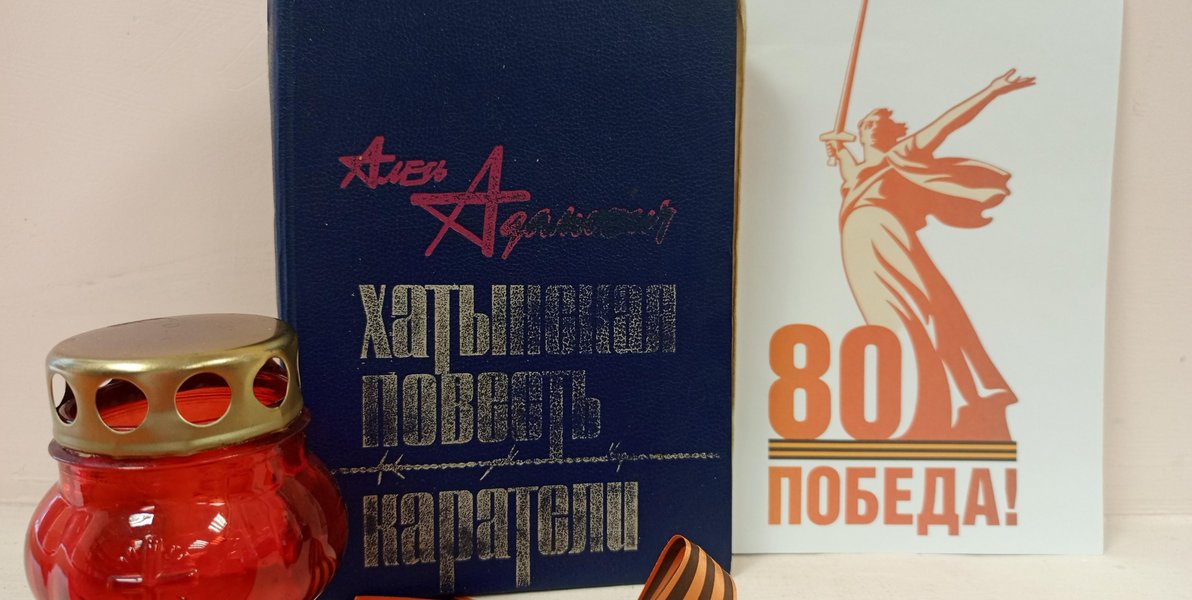 Алесь
Адамович
Хатынская
повесть
каратели
80
ПОБЕДА!